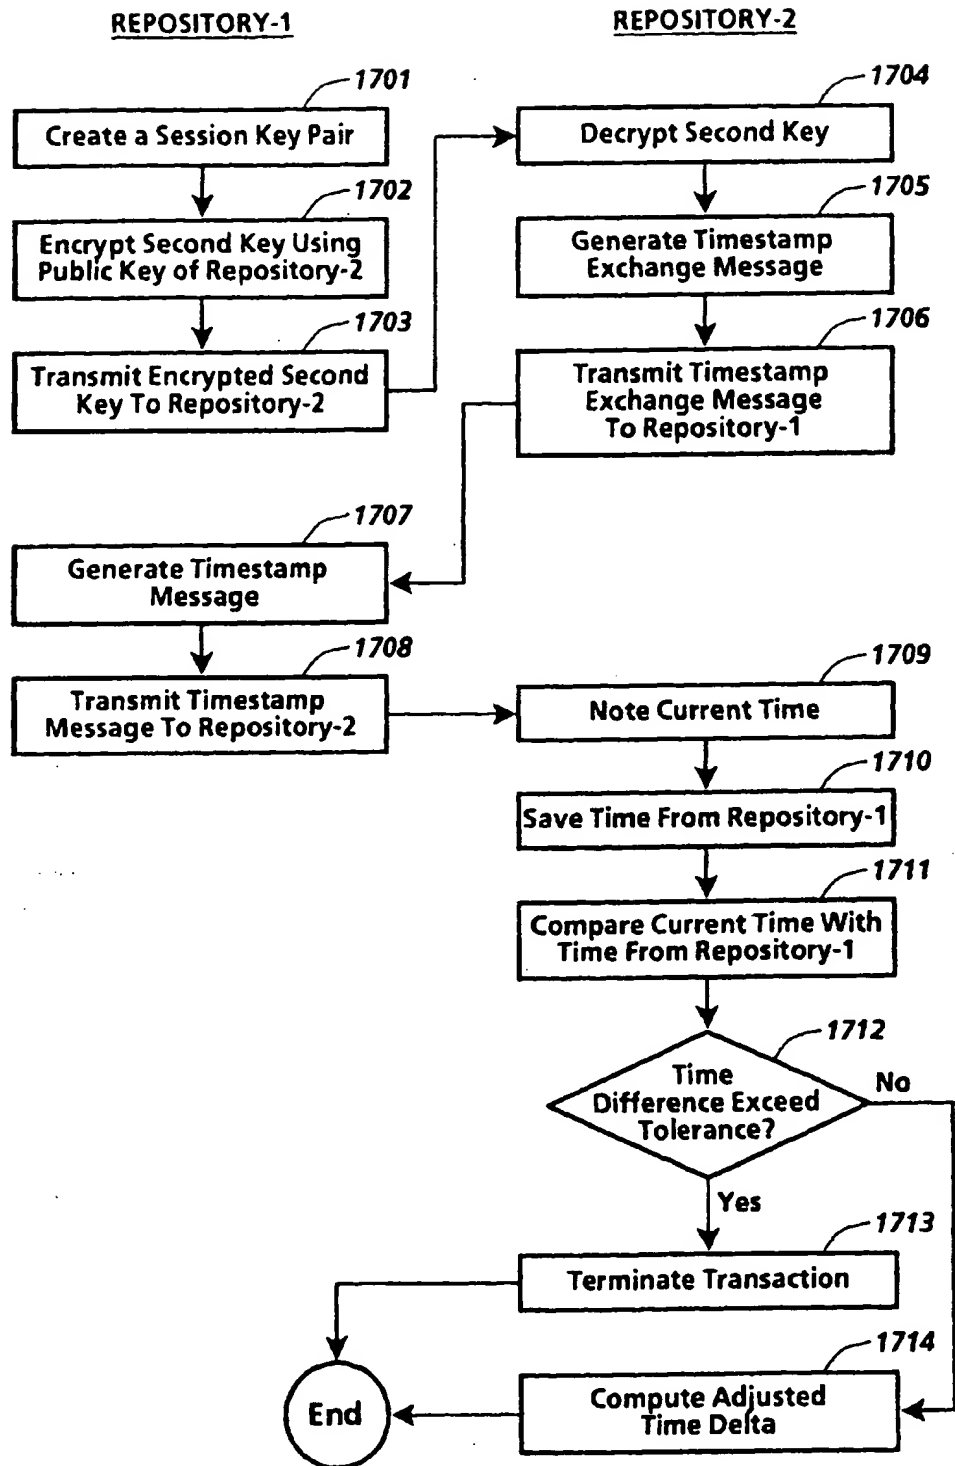 REPOSITORY-1
REPOSITORY-2
1701
Create a Session Key Pair
1702
Encrypt Second Key Using
Public Key of Repository-2
1703
Transmit Encrypted Second
Key To Repository-2
1704
Decrypt Second Key
1705
Generate Timestamp
Exchange Message
1706
Transmit Timestamp
Exchange Message
To Repository-1
1707
Generate Timestamp
Message
1708
Transmit Timestamp
Message To Repository-2
1709
Note Current Time
1710
Save Time From Repository-1
1711
Compare Current Time With
Time From Repository-1
1712
Time
Difference Exceed
Tolerance?
No
Yes
1713
Terminate Transaction
1714
Compute Adjusted
Time Delta
End